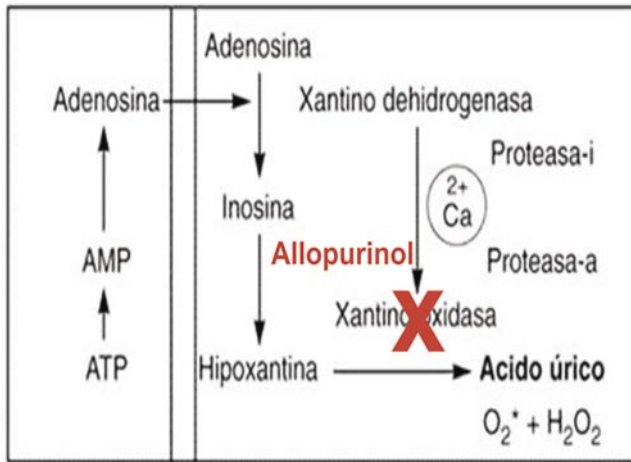 Adenosina
Adenosina
Xantino dehidrogenasa
Proteasa-i
2+
Ca
Inosina
Allopurinol
AMP
Proteasa-a
Xantino oxidasa
ATP
Hipoxantina
Acido úrico
O₂* + H₂O₂